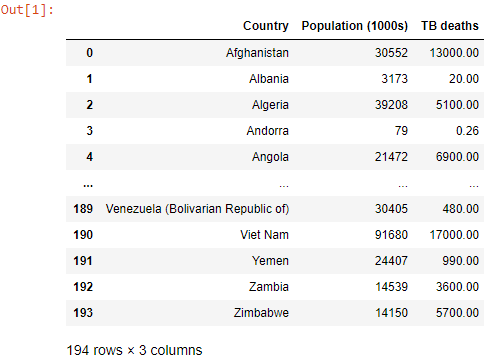 Out[1]:
Country Population (1000s) TB deaths
0 Afghanistan 30552 13000.00
1 Albania 3173 20.00
2 Algeria 39208 5100.00
3 Andorra 79 0.26
4 Angola 21472 6900.00
... ... ... ...
189 Venezuela (Bolivarian Republic of) 30405 480.00
190 Viet Nam 91680 17000.00
191 Yemen 24407 990.00
192 Zambia 14539 3600.00
193 Zimbabwe 14150 5700.00
194 rows × 3 columns